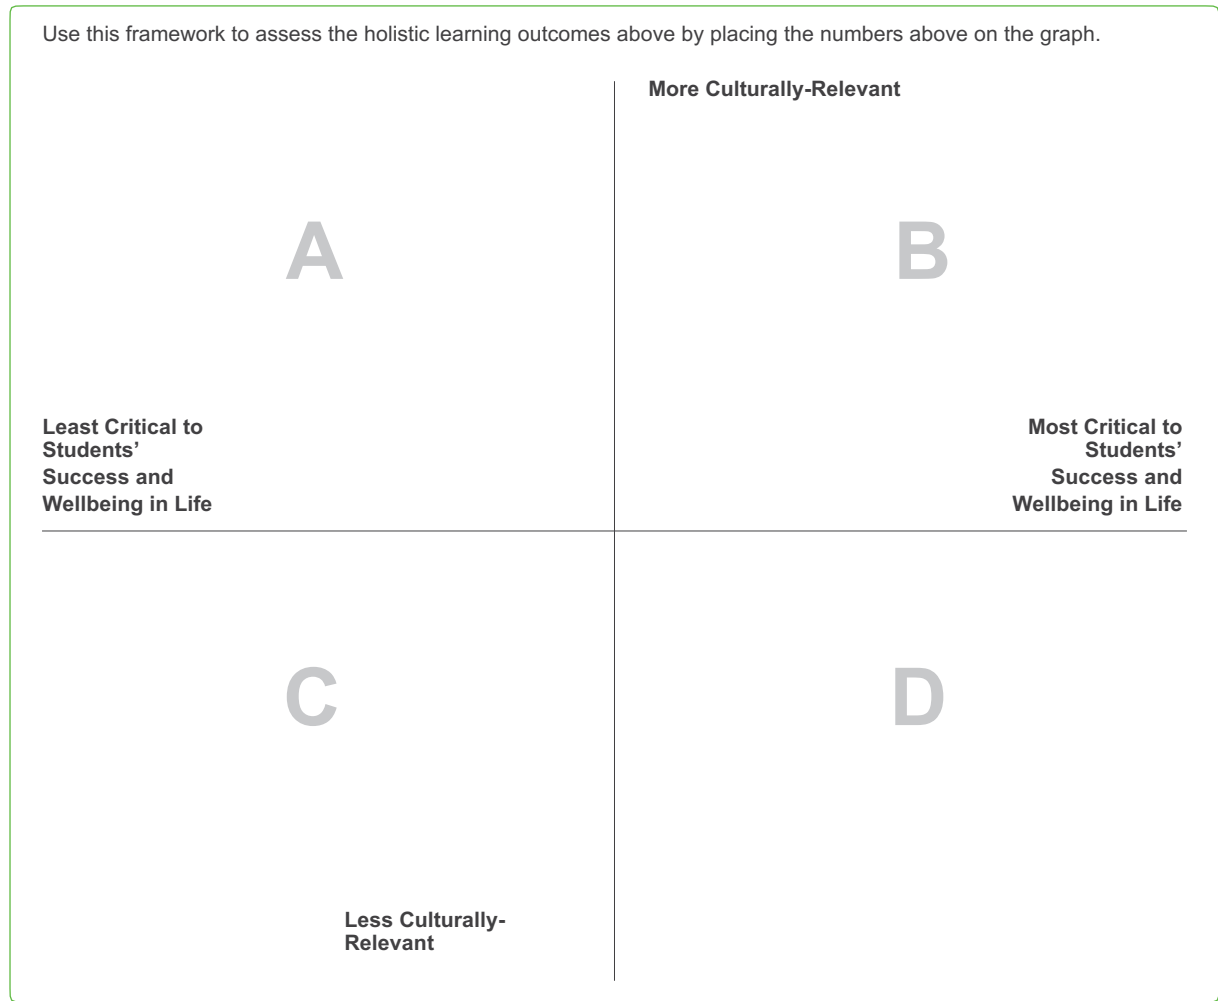 Use this framework to assess the holistic learning outcomes above by placing the numbers above on the graph.
More Culturally-Relevant
A
B
Least Critical to
Students’
Success and
Wellbeing in Life
Most Critical to
Students’
Success and
Wellbeing in Life
C
D
Less Culturally-
Relevant